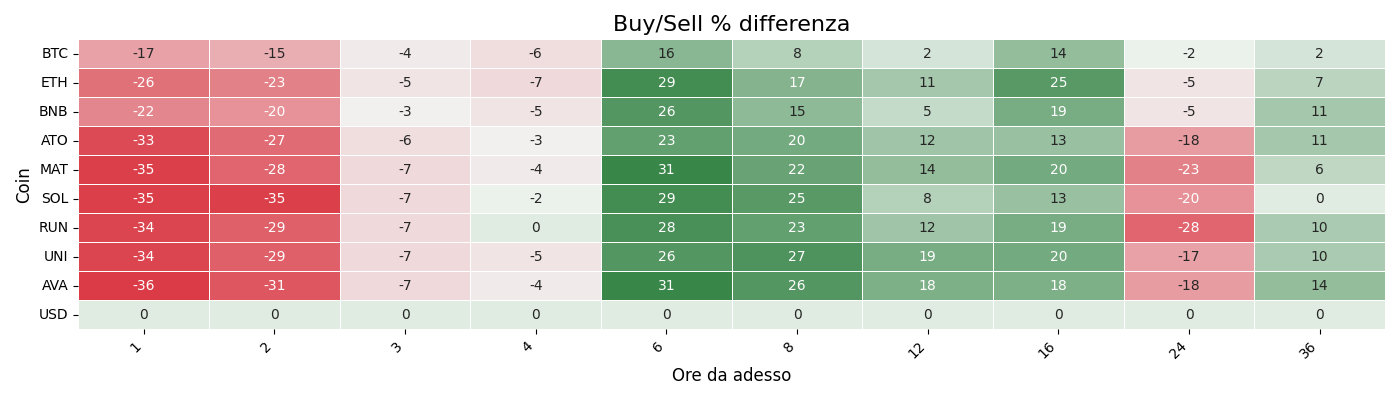 Buy/Sell % differenza
Coin
BTC -17 -15 -4 -6 16 8 2 14 -2 2
ETH -26 -23 -5 -7 29 17 11 25 -5 7
BNB -22 -20 -3 -5 26 15 5 19 -5 11
ATO -33 -27 -6 -3 23 20 12 13 -18 11
MAT -35 -28 -7 -4 31 22 14 20 -23 6
SOL -35 -35 -7 -2 29 25 8 13 -20 0
RUN -34 -29 -7 0 28 23 12 19 -28 10
UNI -34 -29 -7 -5 26 27 19 20 -17 10
AVA -36 -31 -7 -4 31 26 18 18 -18 14
USD 0 0 0 0 0 0 0 0 0 0
1 2 3 4 6 8 12 16 24 36
Ore da adesso